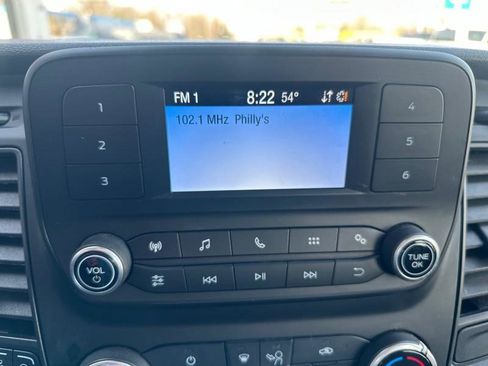 FM 1 8:22 54°
102.1 MHz Philly's
1
2
3
4
5
6
VOL
TUNE
OK